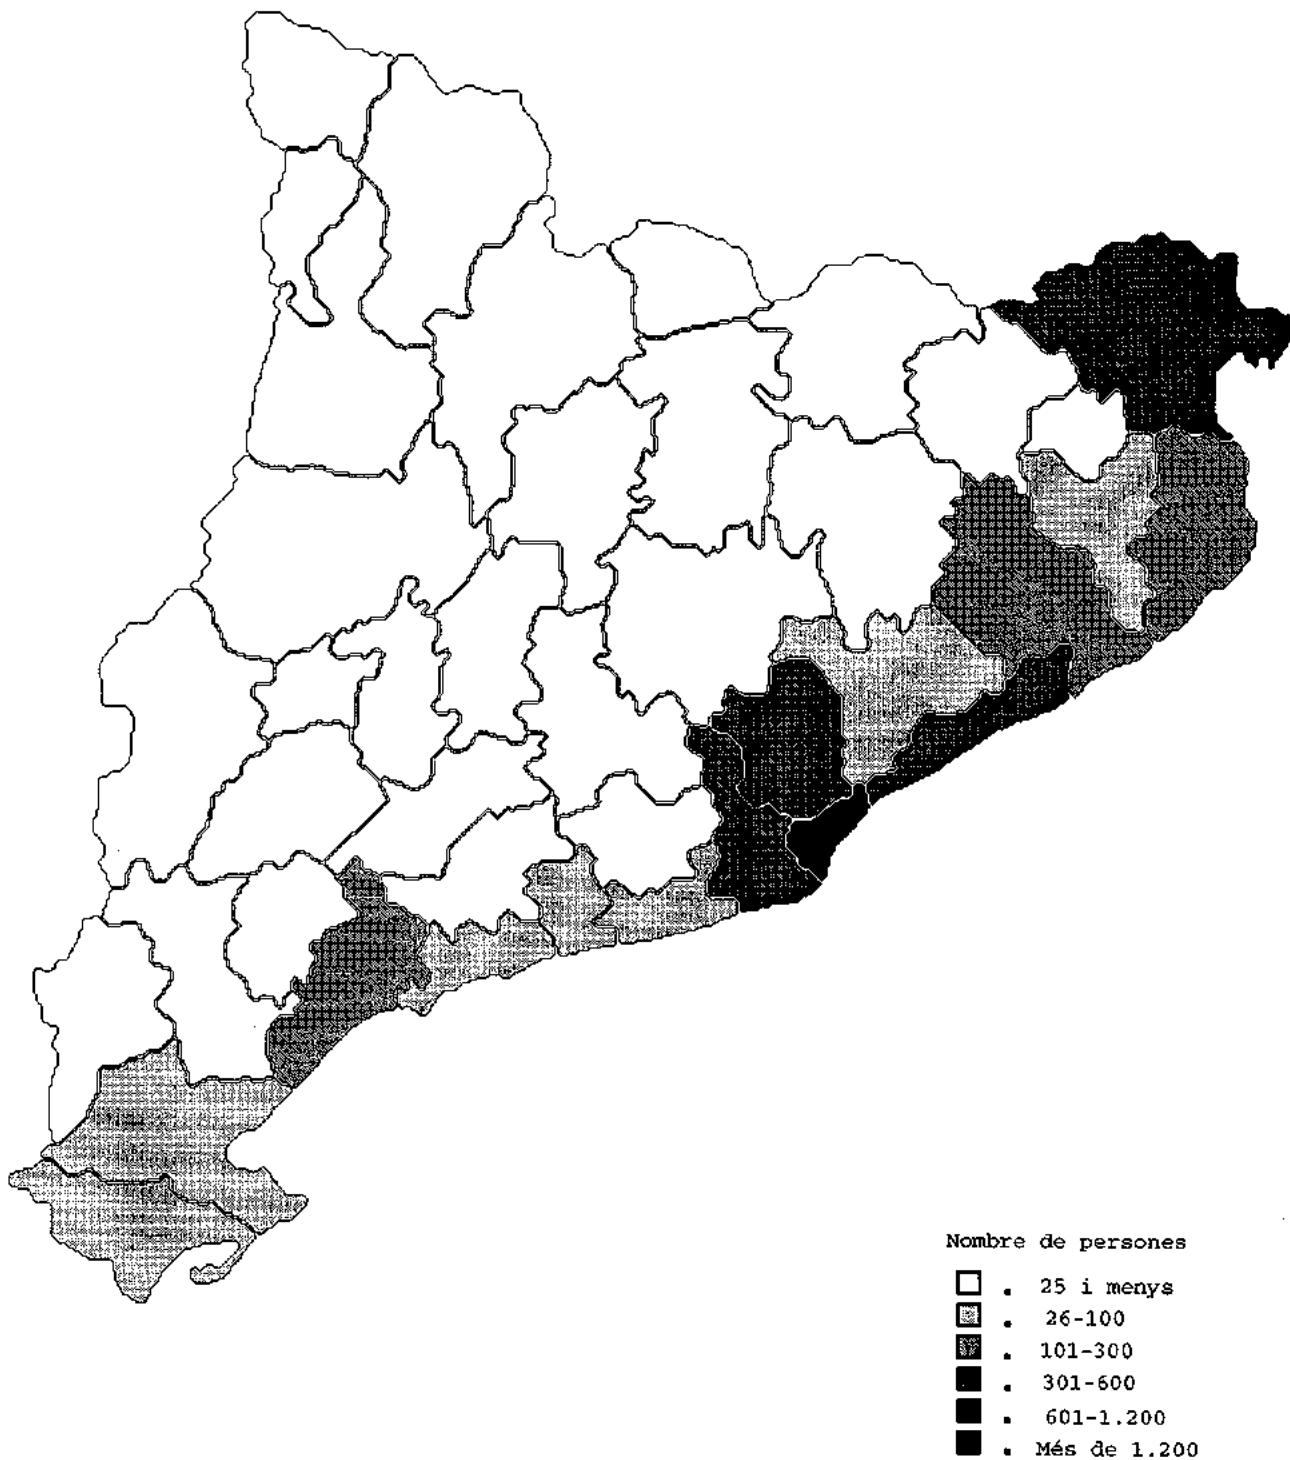 Nombre de persones
. 25 i menys
. 26-100
. 101-300
. 301-600
. 601-1.200
. Més de 1.200